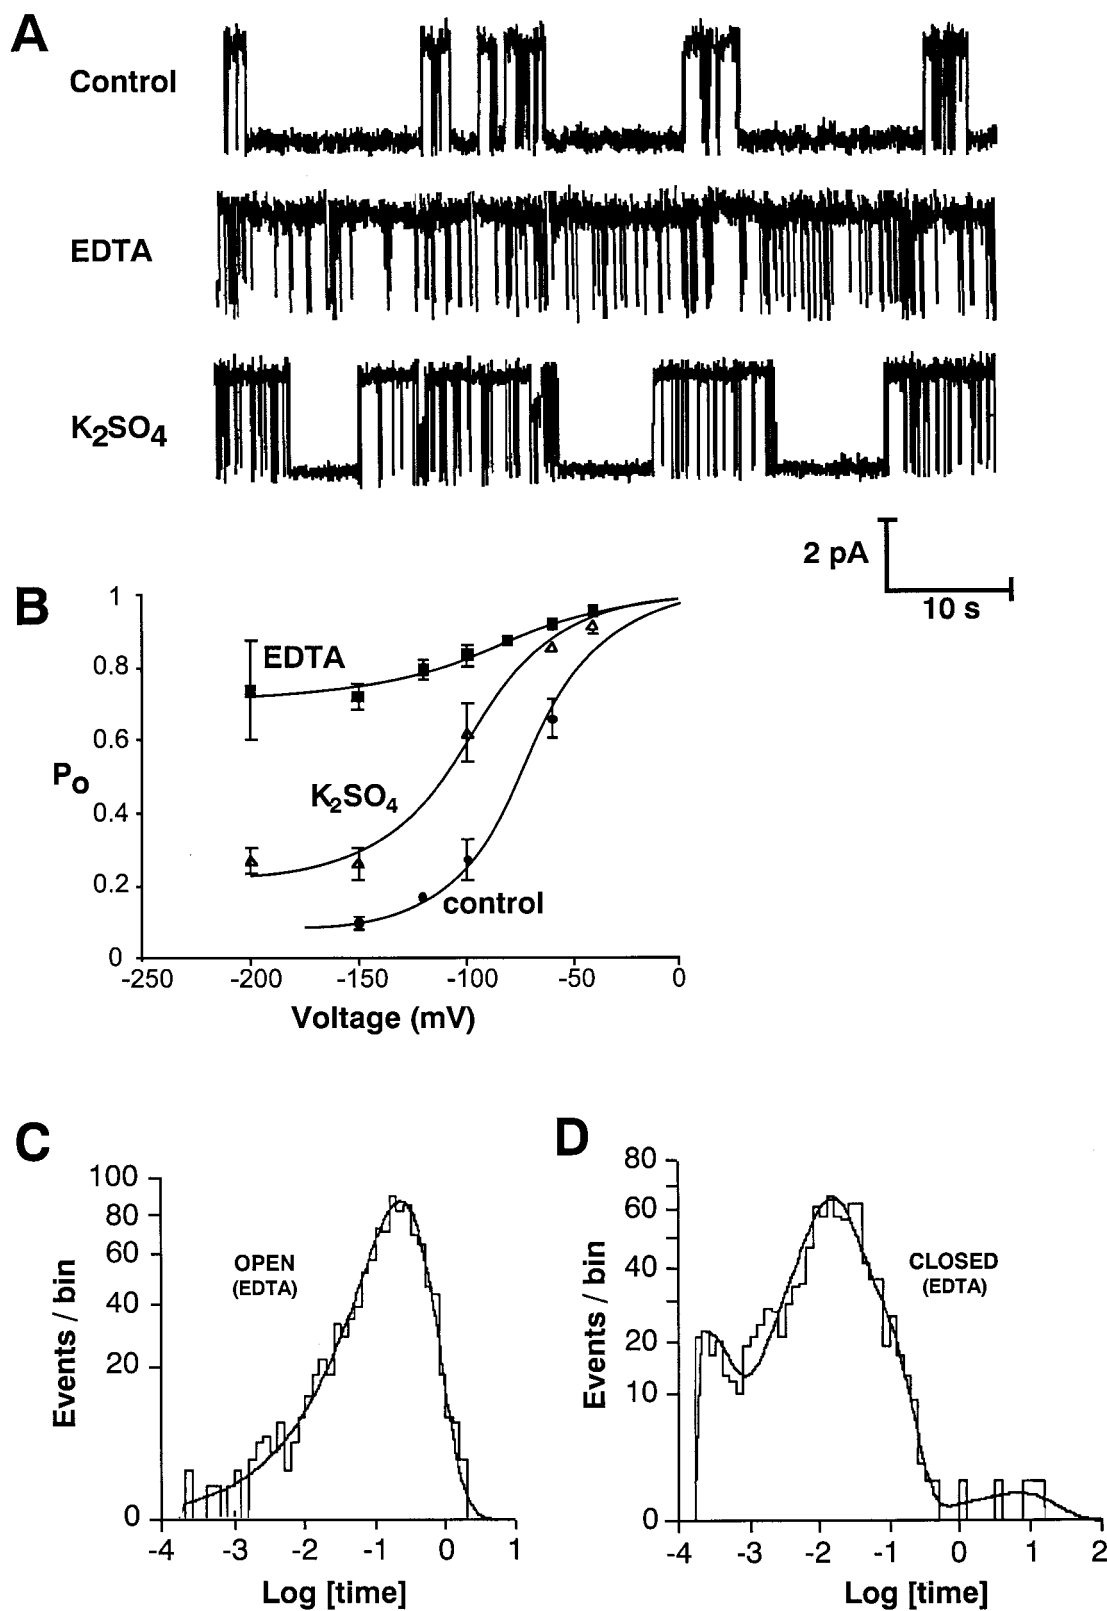 A
Control
EDTA
K2SO4
2 pA
10 s
B
1
0.8
0.6
0.4
0.2
0
Po
EDTA
K2SO4
control
-250
-200
-150
-100
-50
0
Voltage (mV)
C
100
80
60
40
20
0
Events / bin
OPEN
(EDTA)
-4
-3
-2
-1
0
1
Log [time]
D
80
60
40
20
10
0
Events / bin
CLOSED
(EDTA)
-4
-3
-2
-1
0
1
2
Log [time]